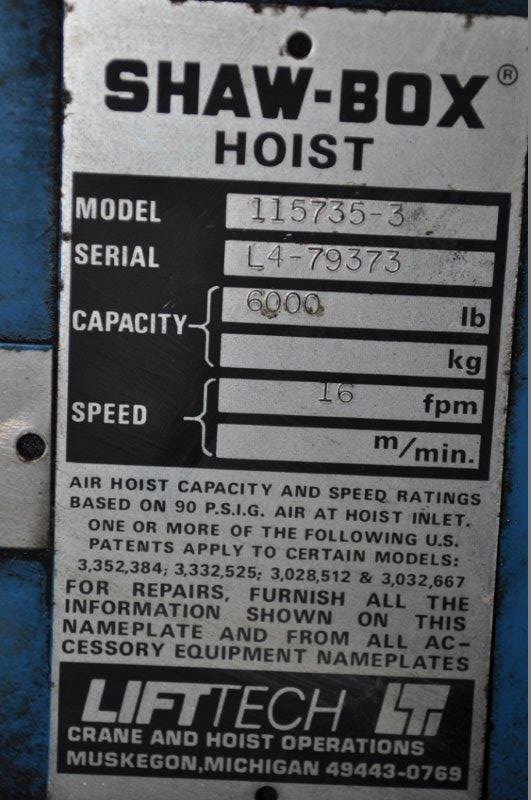 SHAW-BOX®
HOIST
MODEL 115735-3
SERIAL L4-79373
CAPACITY 6000 lb
kg
SPEED 16 fpm
m/min.
AIR HOIST CAPACITY AND SPEED RATINGS
BASED ON 90 P.S.I.G. AIR AT HOIST INLET.
ONE OR MORE OF THE FOLLOWING U.S.
PATENTS APPLY TO CERTAIN MODELS:
3,352,384; 3,332,525; 3,028,512 & 3,032,667
FOR REPAIRS, FURNISH ALL THE
INFORMATION SHOWN ON THIS
NAMEPLATE AND FROM ALL AC-
CESSORY EQUIPMENT NAMEPLATES
LIFTTECH LT
CRANE AND HOIST OPERATIONS
MUSKEGON, MICHIGAN 49443-0769